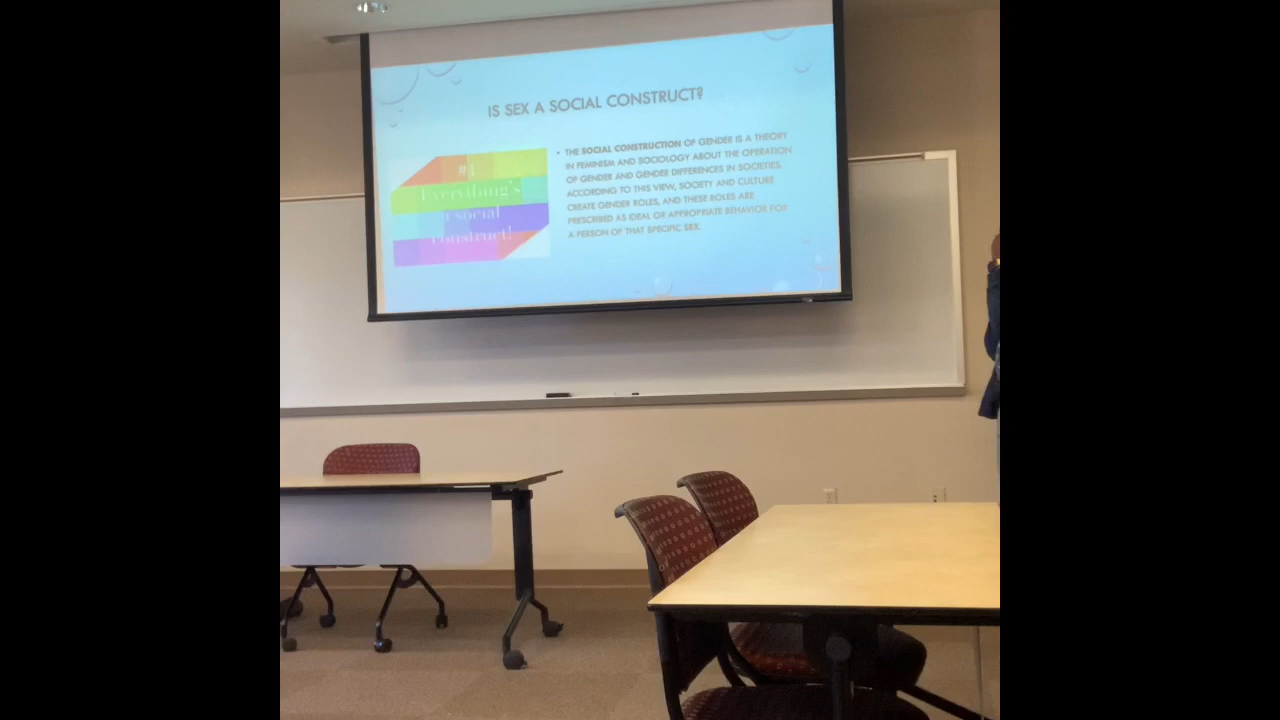 IS SEX A SOCIAL CONSTRUCT?
#1
Everything's
a social
construct!
• THE SOCIAL CONSTRUCTION OF GENDER IS A THEORY
IN FEMINISM AND SOCIOLOGY ABOUT THE OPERATION
OF GENDER AND GENDER DIFFERENCES IN SOCIETIES.
ACCORDING TO THIS VIEW, SOCIETY AND CULTURE
CREATE GENDER ROLES, AND THESE ROLES ARE
PRESCRIBED AS IDEAL OR APPROPRIATE BEHAVIOR FOR
A PERSON OF THAT SPECIFIC SEX.